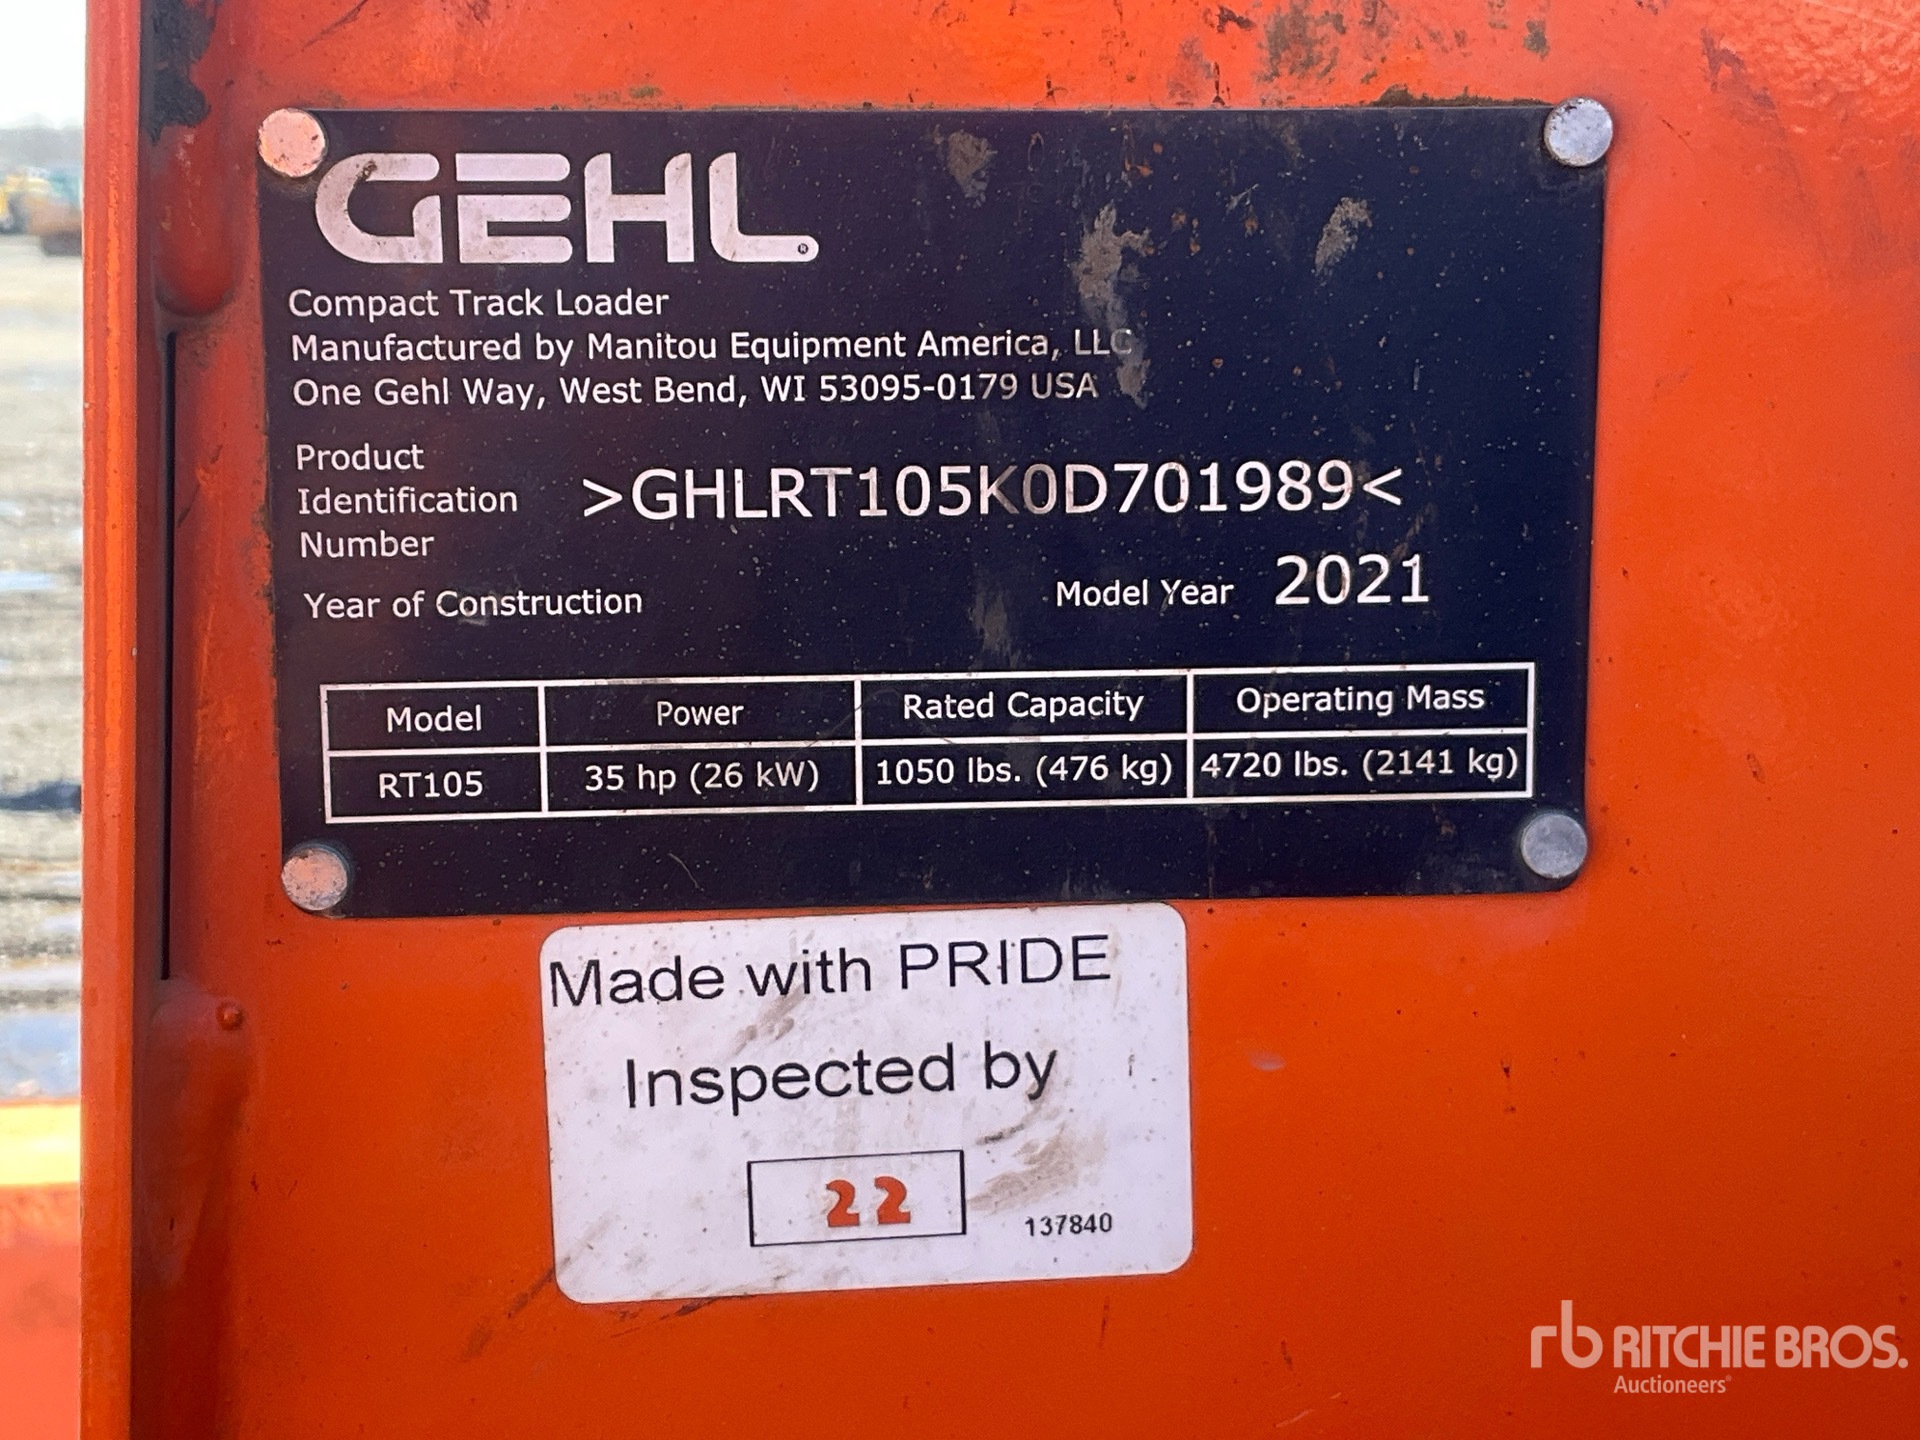 GEHL®
Compact Track Loader
Manufactured by Manitou Equipment America, LLC
One Gehl Way, West Bend, WI 53095-0179 USA
Product
Identification
Number
>GHLRT105K0D701989<
Year of Construction
Model Year 2021
Model Power Rated Capacity Operating Mass
RT105 35 hp (26 kW) 1050 lbs. (476 kg) 4720 lbs. (2141 kg)
Made with PRIDE
Inspected by
22
137840
rb RITCHIE BROS.
Auctioneers®